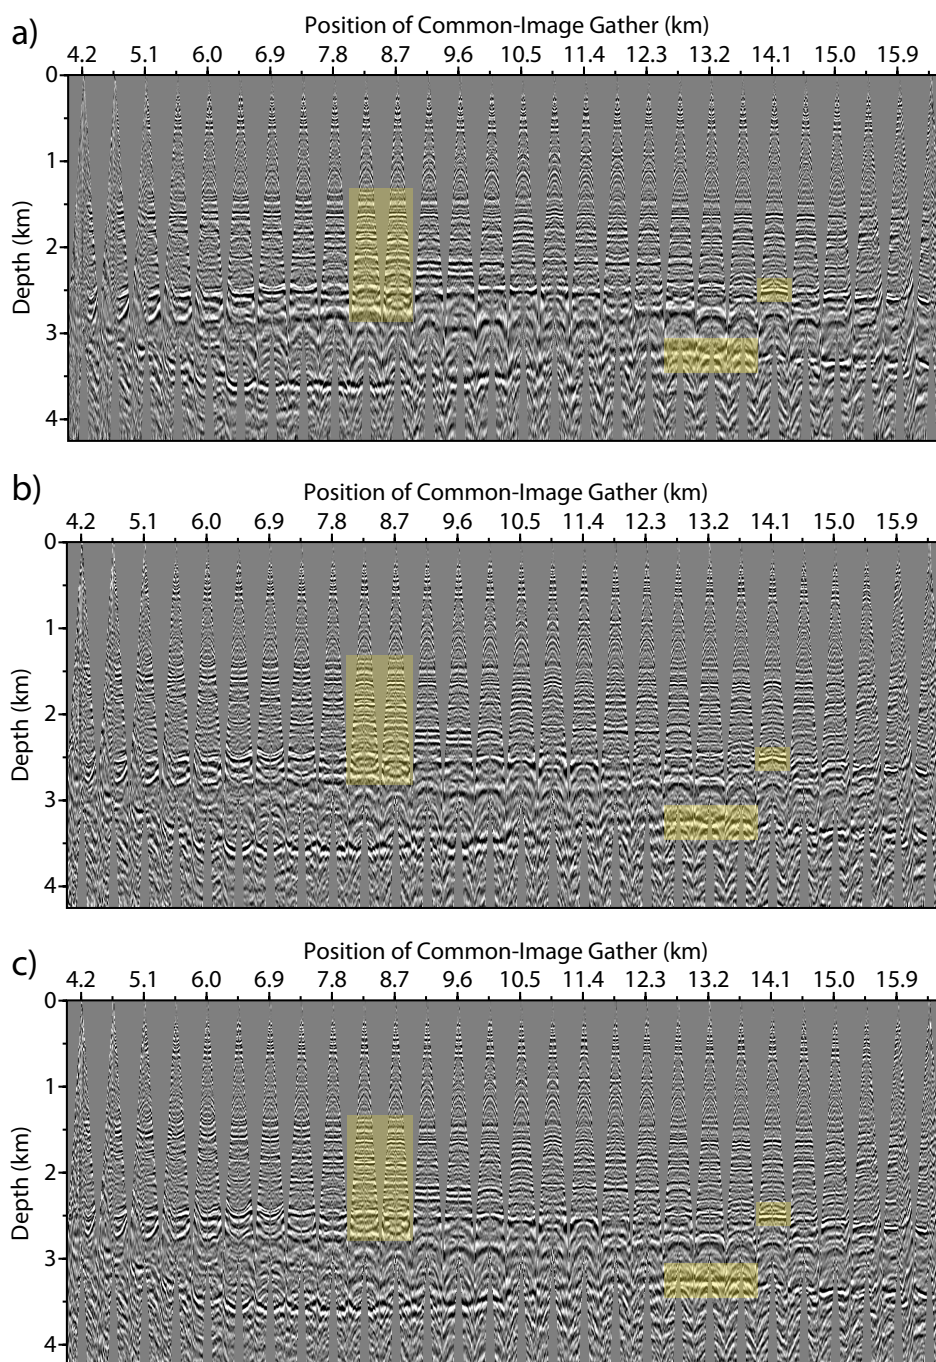 a)
Position of Common-Image Gather (km)
4.2 5.1 6.0 6.9 7.8 8.7 9.6 10.5 11.4 12.3 13.2 14.1 15.0 15.9
0
1
2
3
4
Depth (km)
b)
Position of Common-Image Gather (km)
4.2 5.1 6.0 6.9 7.8 8.7 9.6 10.5 11.4 12.3 13.2 14.1 15.0 15.9
0
1
2
3
4
Depth (km)
c)
Position of Common-Image Gather (km)
4.2 5.1 6.0 6.9 7.8 8.7 9.6 10.5 11.4 12.3 13.2 14.1 15.0 15.9
0
1
2
3
4
Depth (km)